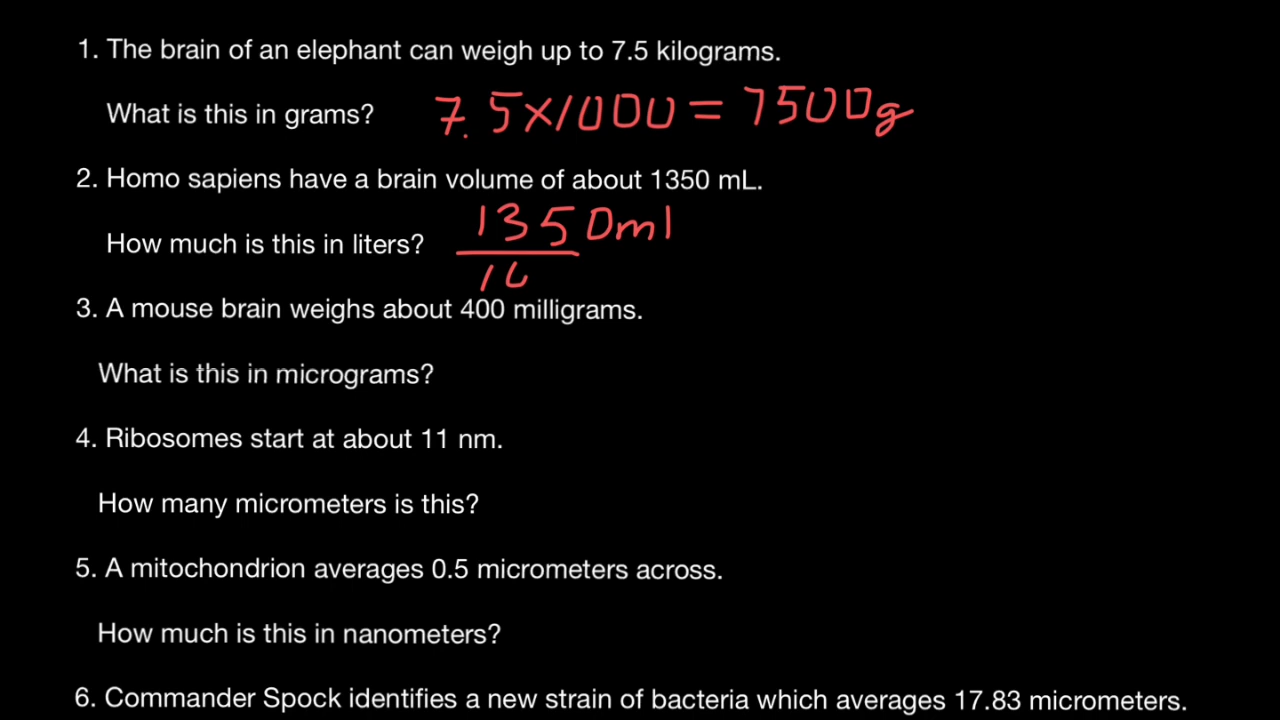 1. The brain of an elephant can weigh up to 7.5 kilograms.
What is this in grams? 7.5x1000 = 7500g
2. Homo sapiens have a brain volume of about 1350 mL.
1350ml
How much is this in liters?
10
3. A mouse brain weighs about 400 milligrams.
What is this in micrograms?
4. Ribosomes start at about 11 nm.
How many micrometers is this?
5. A mitochondrion averages 0.5 micrometers across.
How much is this in nanometers?
6. Commander Spock identifies a new strain of bacteria which averages 17.83 micrometers.